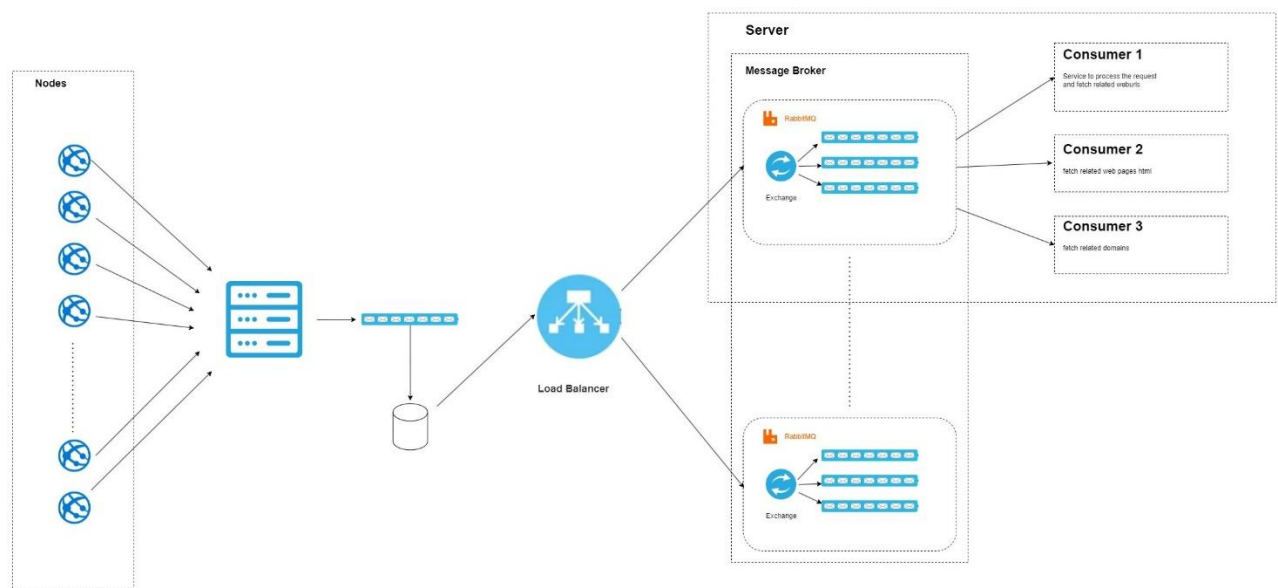 Nodes
Load Balancer
Server
Message Broker
RabbitMQ
Exchange
Consumer 1
Service to process the request
and fetch related weburls
Consumer 2
fetch related web pages html
Consumer 3
fetch related domains
RabbitMQ
Exchange